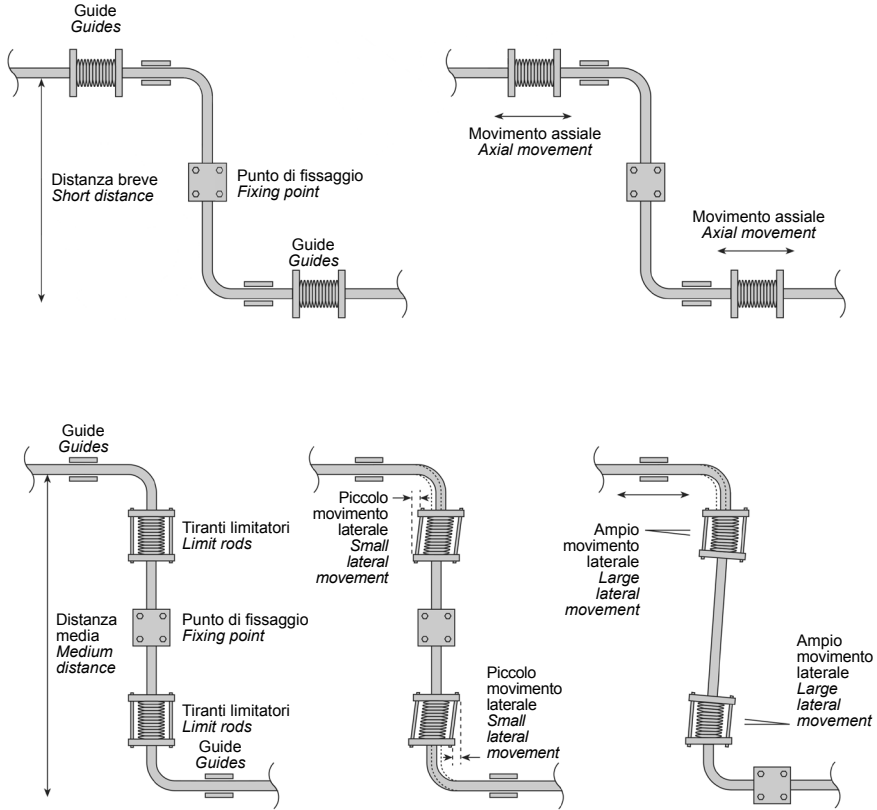 Guide
Guides
Distanza breve
Short distance
Punto di fissaggio
Fixing point
Guide
Guides
Movimento assiale
Axial movement
Movimento assiale
Axial movement
Guide
Guides
Tiranti limitatori
Limit rods
Distanza
media
Medium
distance
Punto di fissaggio
Fixing point
Tiranti limitatori
Limit rods
Guide
Guides
Piccolo
movimento
laterale
Small
lateral
movement
Piccolo
movimento
laterale
Small
lateral
movement
Ampio
movimento
laterale
Large
lateral
movement
Ampio
movimento
laterale
Large
lateral
movement